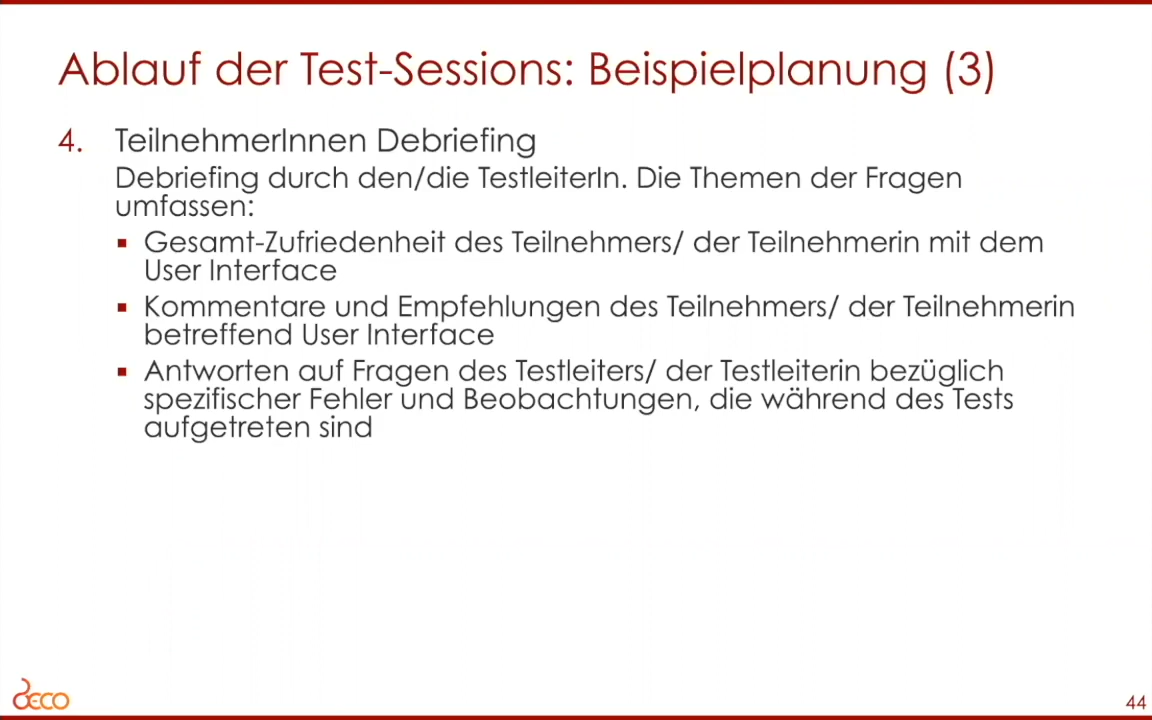 Ablauf der Test-Sessions: Beispielplanung (3)
4. TeilnehmerInnen Debriefing
Debriefing durch den/die TestleiterIn. Die Themen der Fragen
umfassen:
▪ Gesamt-Zufriedenheit des Teilnehmers/ der Teilnehmerin mit dem
User Interface
▪ Kommentare und Empfehlungen des Teilnehmers/ der Teilnehmerin
betreffend User Interface
▪ Antworten auf Fragen des Testleiters/ der Testleiterin bezüglich
spezifischer Fehler und Beobachtungen, die während des Tests
aufgetreten sind
DECO
44